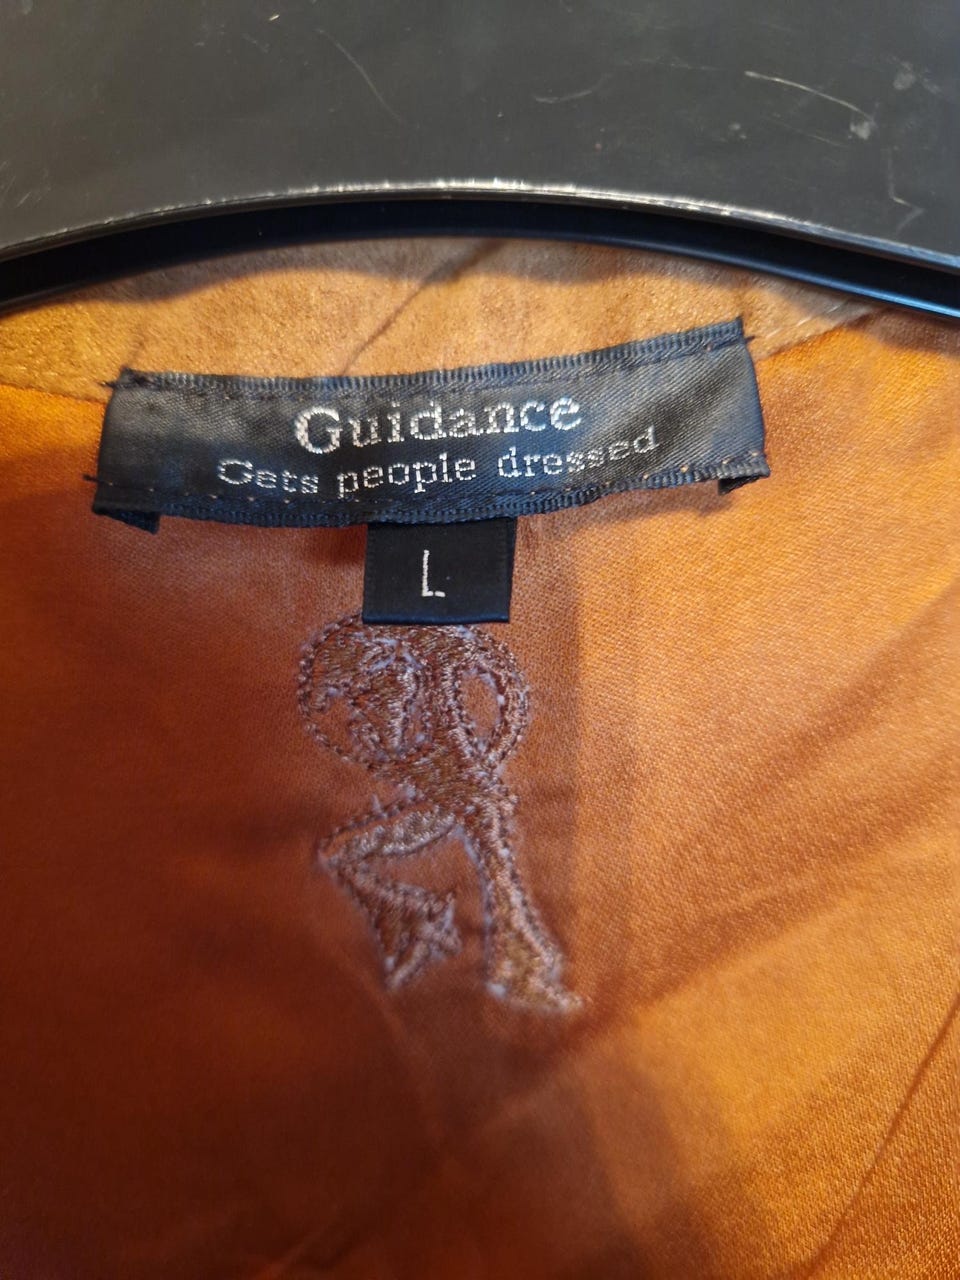 Guidance
Gets people dressed
L